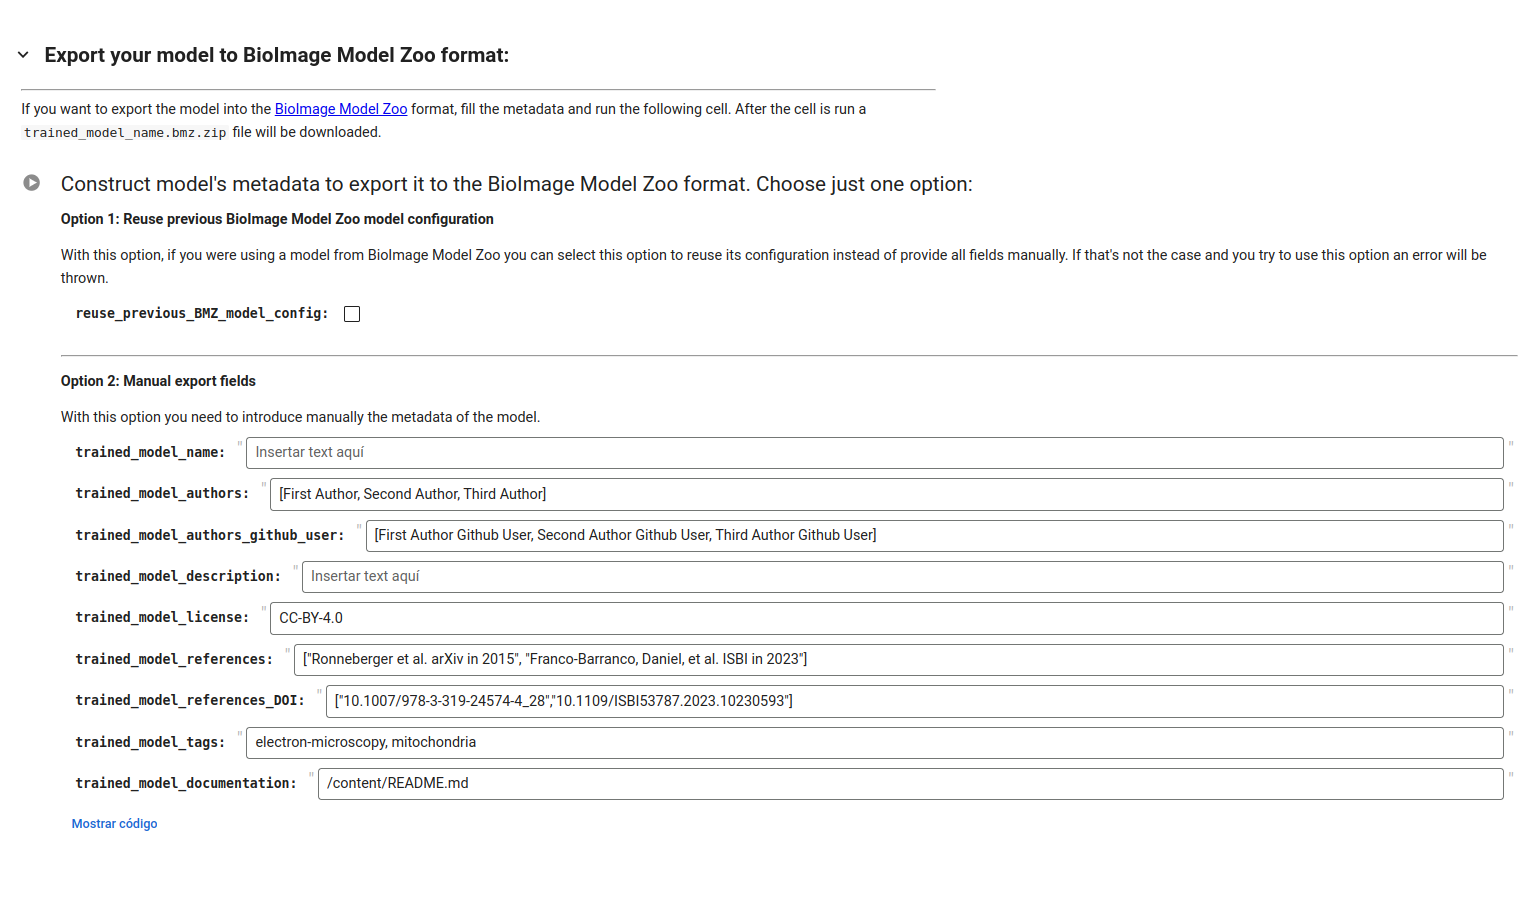 Export your model to BioImage Model Zoo format:
If you want to export the model into the BioImage Model Zoo format, fill the metadata and run the following cell. After the cell is run a
trained_model_name.bmz.zip file will be downloaded.
Construct model's metadata to export it to the BioImage Model Zoo format. Choose just one option:
Option 1: Reuse previous BioImage Model Zoo model configuration
With this option, if you were using a model from BioImage Model Zoo you can select this option to reuse its configuration instead of provide all fields manually. If that's not the case and you try to use this option an error will be
thrown.
reuse_previous_BMZ_model_config:
Option 2: Manual export fields
With this option you need to introduce manually the metadata of the model.
trained_model_name: " Insertar text aquí "
trained_model_authors: " [First Author, Second Author, Third Author] "
trained_model_authors_github_user: " [First Author Github User, Second Author Github User, Third Author Github User] "
trained_model_description: " Insertar text aquí "
trained_model_license: " CC-BY-4.0 "
trained_model_references: " ["Ronneberger et al. arXiv in 2015", "Franco-Barranco, Daniel, et al. ISBI in 2023"] "
trained_model_references_DOI: " ["10.1007/978-3-319-24574-4_28","10.1109/ISBI53787.2023.10230593"] "
trained_model_tags: " electron-microscopy, mitochondria "
trained_model_documentation: " /content/README.md "
Mostrar código